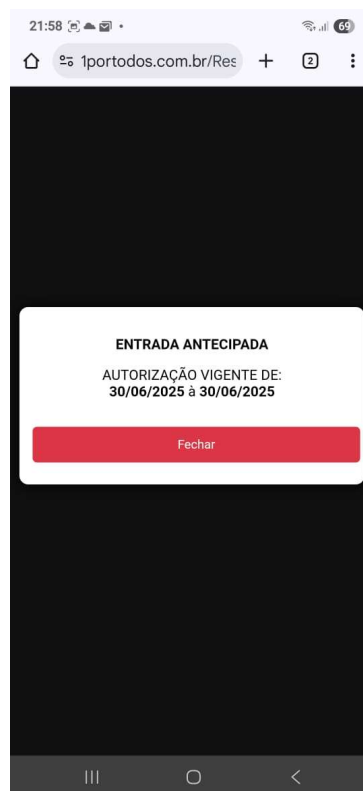 21:58
69
1portodos.com.br/Res
2
ENTRADA ANTECIPADA
AUTORIZAÇÃO VIGENTE DE:
30/06/2025 à 30/06/2025
Fechar